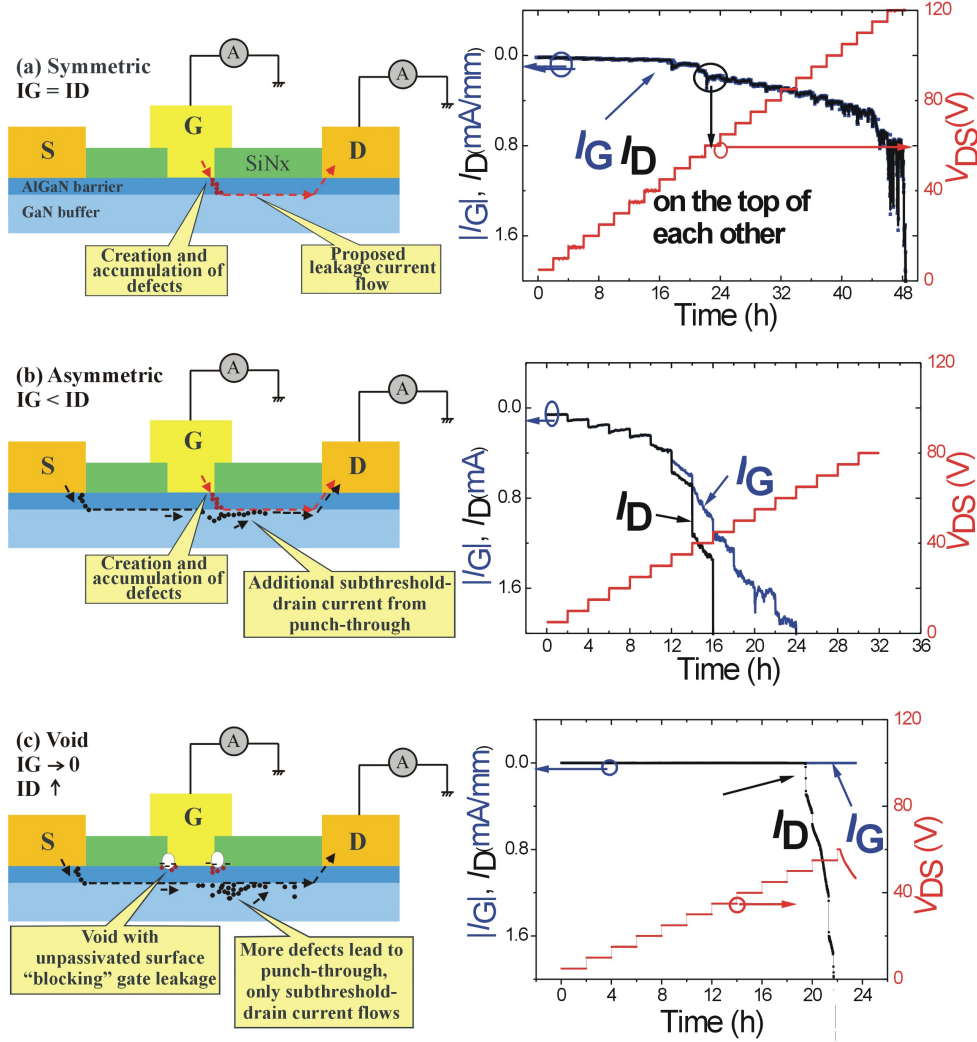 (a) Symmetric
IG = ID
A
A
G
S
SiNx
D
AlGaN barrier
GaN buffer
Creation and
accumulation of
defects
Proposed
leakage current
flow
|IG|, ID(mA/mm)
0.0
0.8
1.6
IG ID
on the top of
each other
0 8 16 24 32 40 48
Time (h)
120
80
40
0
VDS(V)
(b) Asymmetric
IG < ID
A
A
G
S
D
Creation and
accumulation of
defects
Additional subthreshold-
drain current from
punch-through
|IG|, ID(mA)
0.0
0.8
1.6
IG
ID
0 4 8 12 16 20 24 28 32 36
Time (h)
120
80
40
0
VDS(V)
(c) Void
IG → 0
ID ↑
A
A
G
S
D
Void with
unpassivated surface
“blocking” gate leakage
More defects lead to
punch-through,
only subthreshold-
drain current flows
|IG|, ID(mA/mm)
0.0
0.8
1.6
ID
IG
0 4 8 12 16 20 24
Time (h)
120
80
40
0
VDS (V)